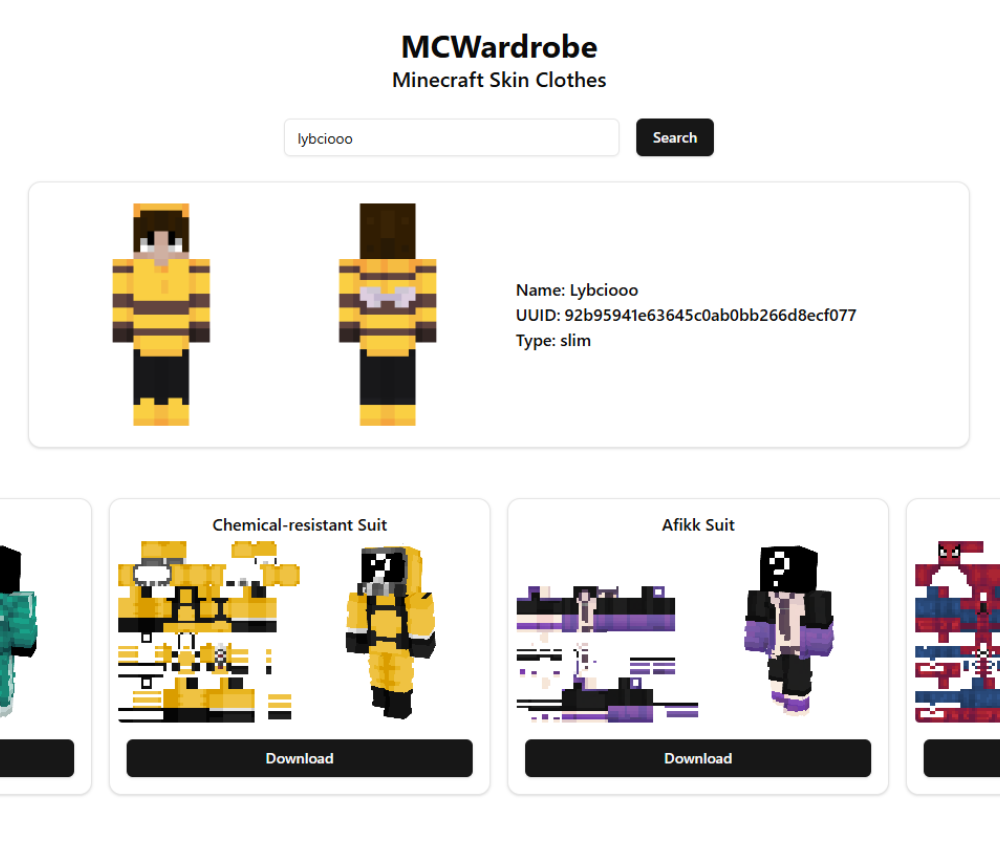 MCWardrobe
Minecraft Skin Clothes
lybciooo
Search
Name: Lybciooo
UUID: 92b95941e63645c0ab0bb266d8ecf077
Type: slim
Chemical-resistant Suit
Afikk Suit
?
?
Download
Download